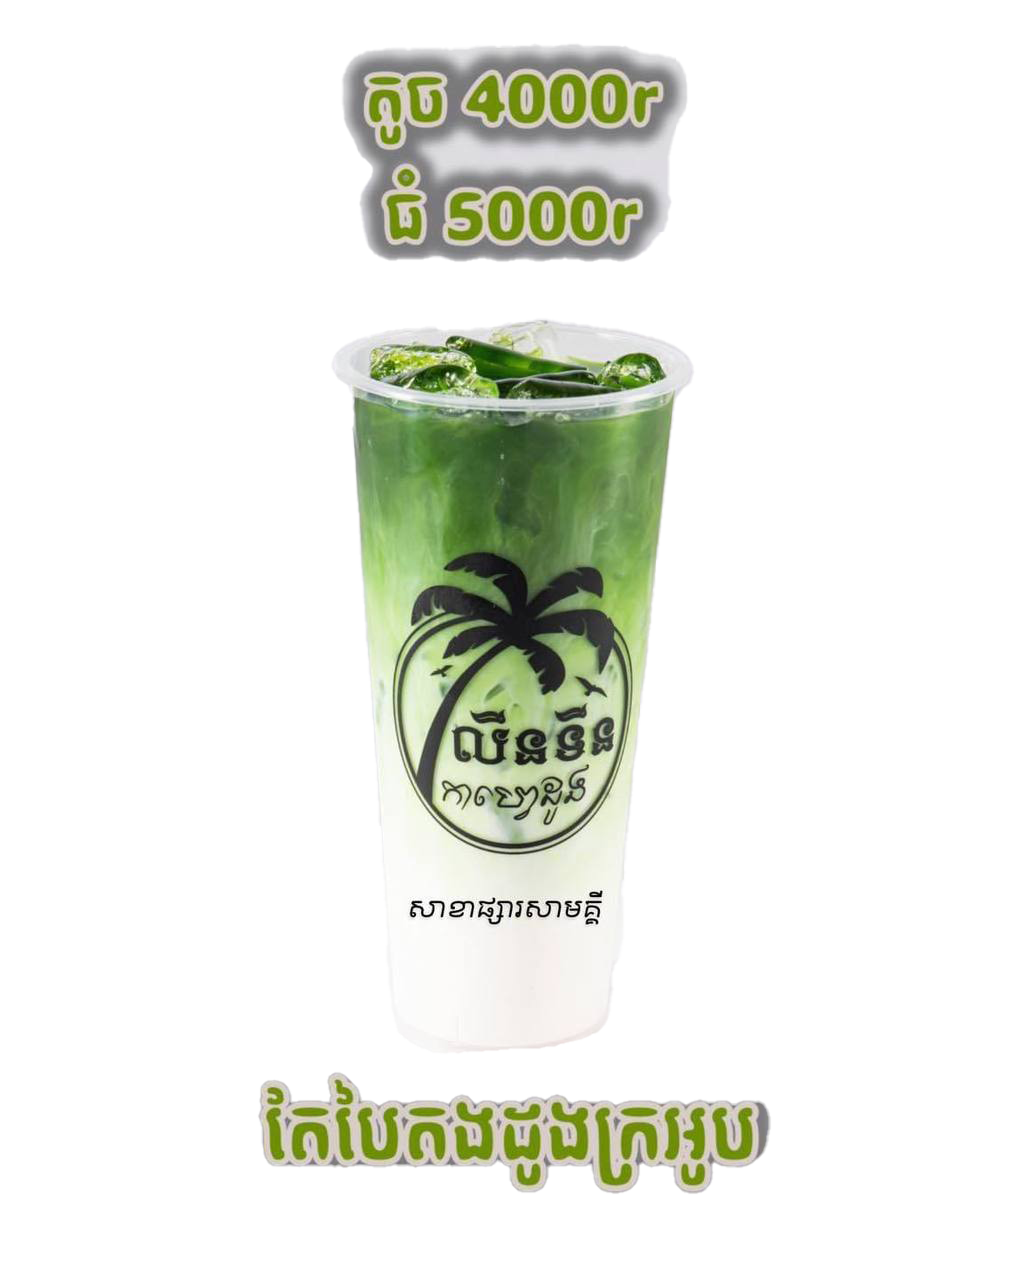 តូច 4000r
ធំ 5000r
លីនទីន
កាហ្វេដូង
សាខាផ្សារសាមគ្គី
តែបៃតងដូងក្រអូប